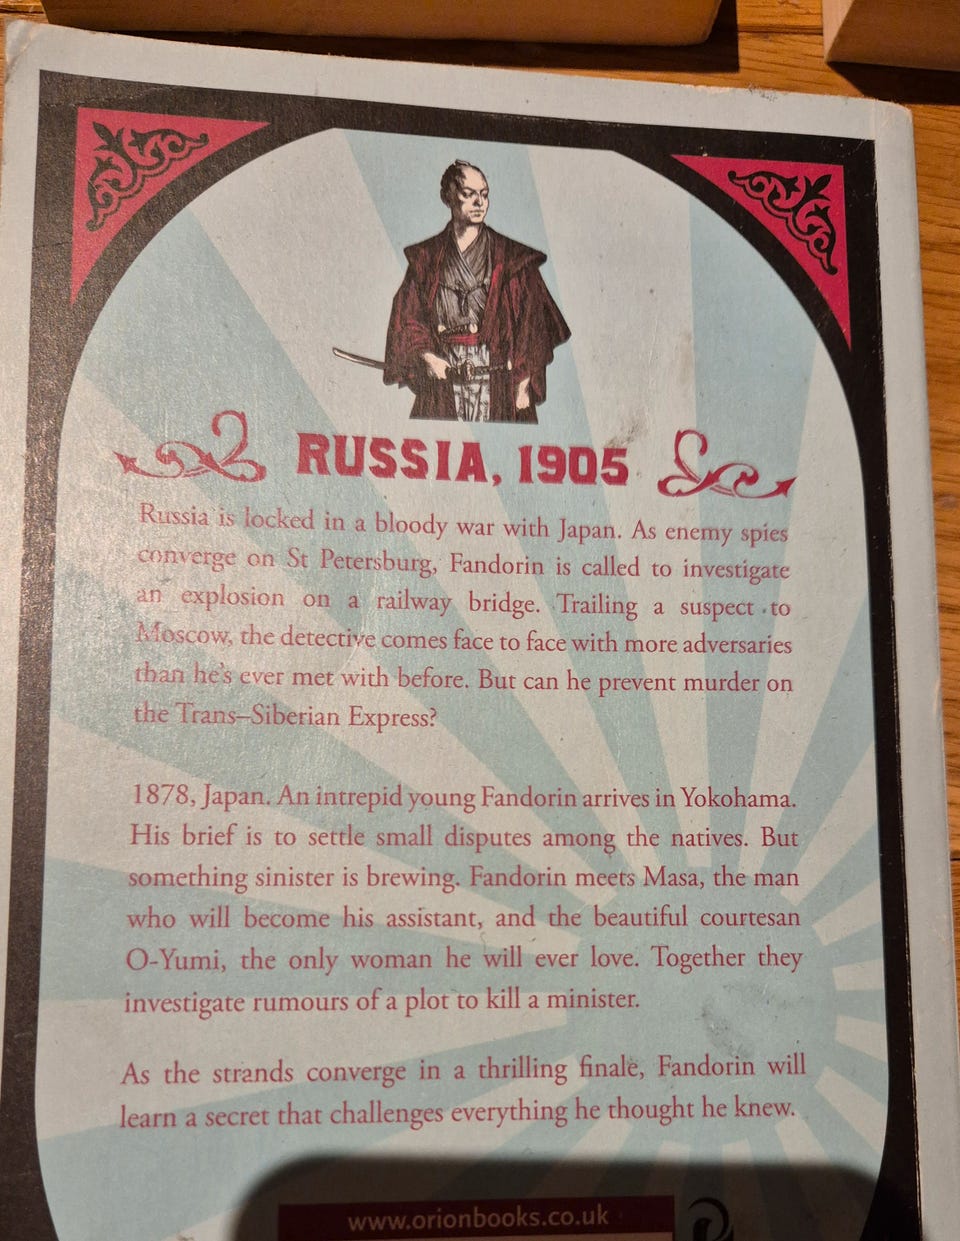 RUSSIA, 1905
Russia is locked in a bloody war with Japan. As enemy spies
converge on St Petersburg, Fandorin is called to investigate
an explosion on a railway bridge. Trailing a suspect to
Moscow, the detective comes face to face with more adversaries
than he's ever met with before. But can he prevent murder on
the Trans–Siberian Express?
1878, Japan. An intrepid young Fandorin arrives in Yokohama.
His brief is to settle small disputes among the natives. But
something sinister is brewing. Fandorin meets Masa, the man
who will become his assistant, and the beautiful courtesan
O-Yumi, the only woman he will ever love. Together they
investigate rumours of a plot to kill a minister.
As the strands converge in a thrilling finale, Fandorin will
learn a secret that challenges everything he thought he knew.
www.orionbooks.co.uk